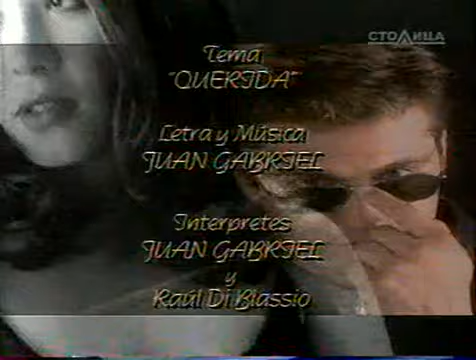 СТОЛИЦА
Tema
"QUERIDA"
Letra y Música
JUAN GABRIEL
Interpretes
JUAN GABRIEL
y
Raúl Di Blassio